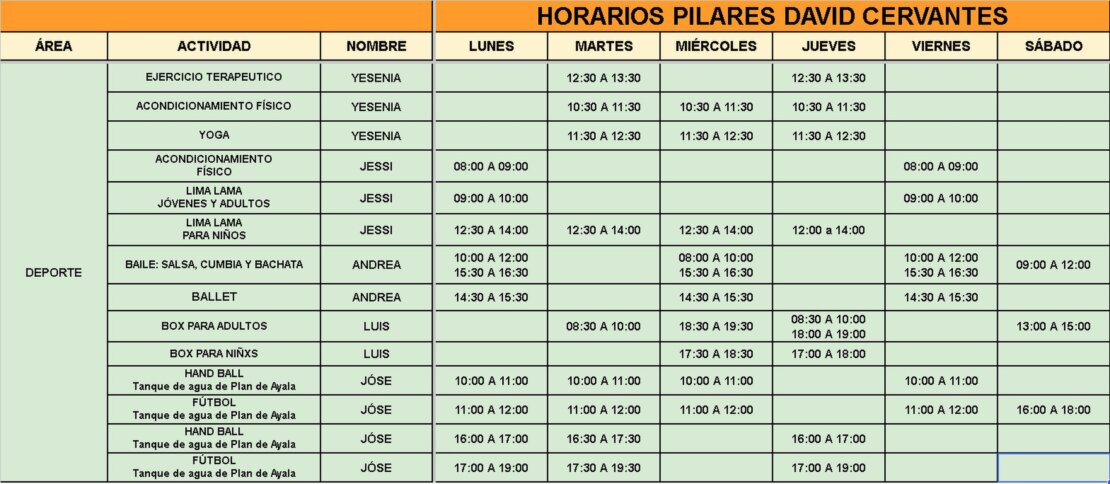 HORARIOS PILARES DAVID CERVANTES
ÁREA ACTIVIDAD NOMBRE LUNES MARTES MIÉRCOLES JUEVES VIERNES SÁBADO
DEPORTE
EJERCICIO TERAPEUTICO YESENIA 12:30 A 13:30 12:30 A 13:30
ACONDICIONAMIENTO FÍSICO YESENIA 10:30 A 11:30 10:30 A 11:30 10:30 A 11:30
YOGA YESENIA 11:30 A 12:30 11:30 A 12:30 11:30 A 12:30
ACONDICIONAMIENTO
FÍSICO JESSI 08:00 A 09:00 08:00 A 09:00
LIMA LAMA
JÓVENES Y ADULTOS JESSI 09:00 A 10:00 09:00 A 10:00
LIMA LAMA
PARA NIÑOS JESSI 12:30 A 14:00 12:30 A 14:00 12:30 A 14:00 12:00 a 14:00
BAILE: SALSA, CUMBIA Y BACHATA ANDREA 10:00 A 12:00 08:00 A 10:00 10:00 A 12:00 09:00 A 12:00
15:30 A 16:30 15:30 A 16:30 15:30 A 16:30
BALLET ANDREA 14:30 A 15:30 14:30 A 15:30 14:30 A 15:30
BOX PARA ADULTOS LUIS 08:30 A 10:00 18:30 A 19:30 08:30 A 10:00 13:00 A 15:00
18:00 A 19:00
BOX PARA NIÑXS LUIS 17:30 A 18:30 17:00 A 18:00
HAND BALL
Tanque de agua de Plan de Ayala JÓSE 10:00 A 11:00 10:00 A 11:00 10:00 A 11:00 10:00 A 11:00
FÚTBOL
Tanque de agua de Plan de Ayala JÓSE 11:00 A 12:00 11:00 A 12:00 11:00 A 12:00 11:00 A 12:00 16:00 A 18:00
HAND BALL
Tanque de agua de Plan de Ayala JÓSE 16:00 A 17:00 16:30 A 17:30 16:00 A 17:00
FÚTBOL
Tanque de agua de Plan de Ayala JÓSE 17:00 A 19:00 17:30 A 19:30 17:00 A 19:00